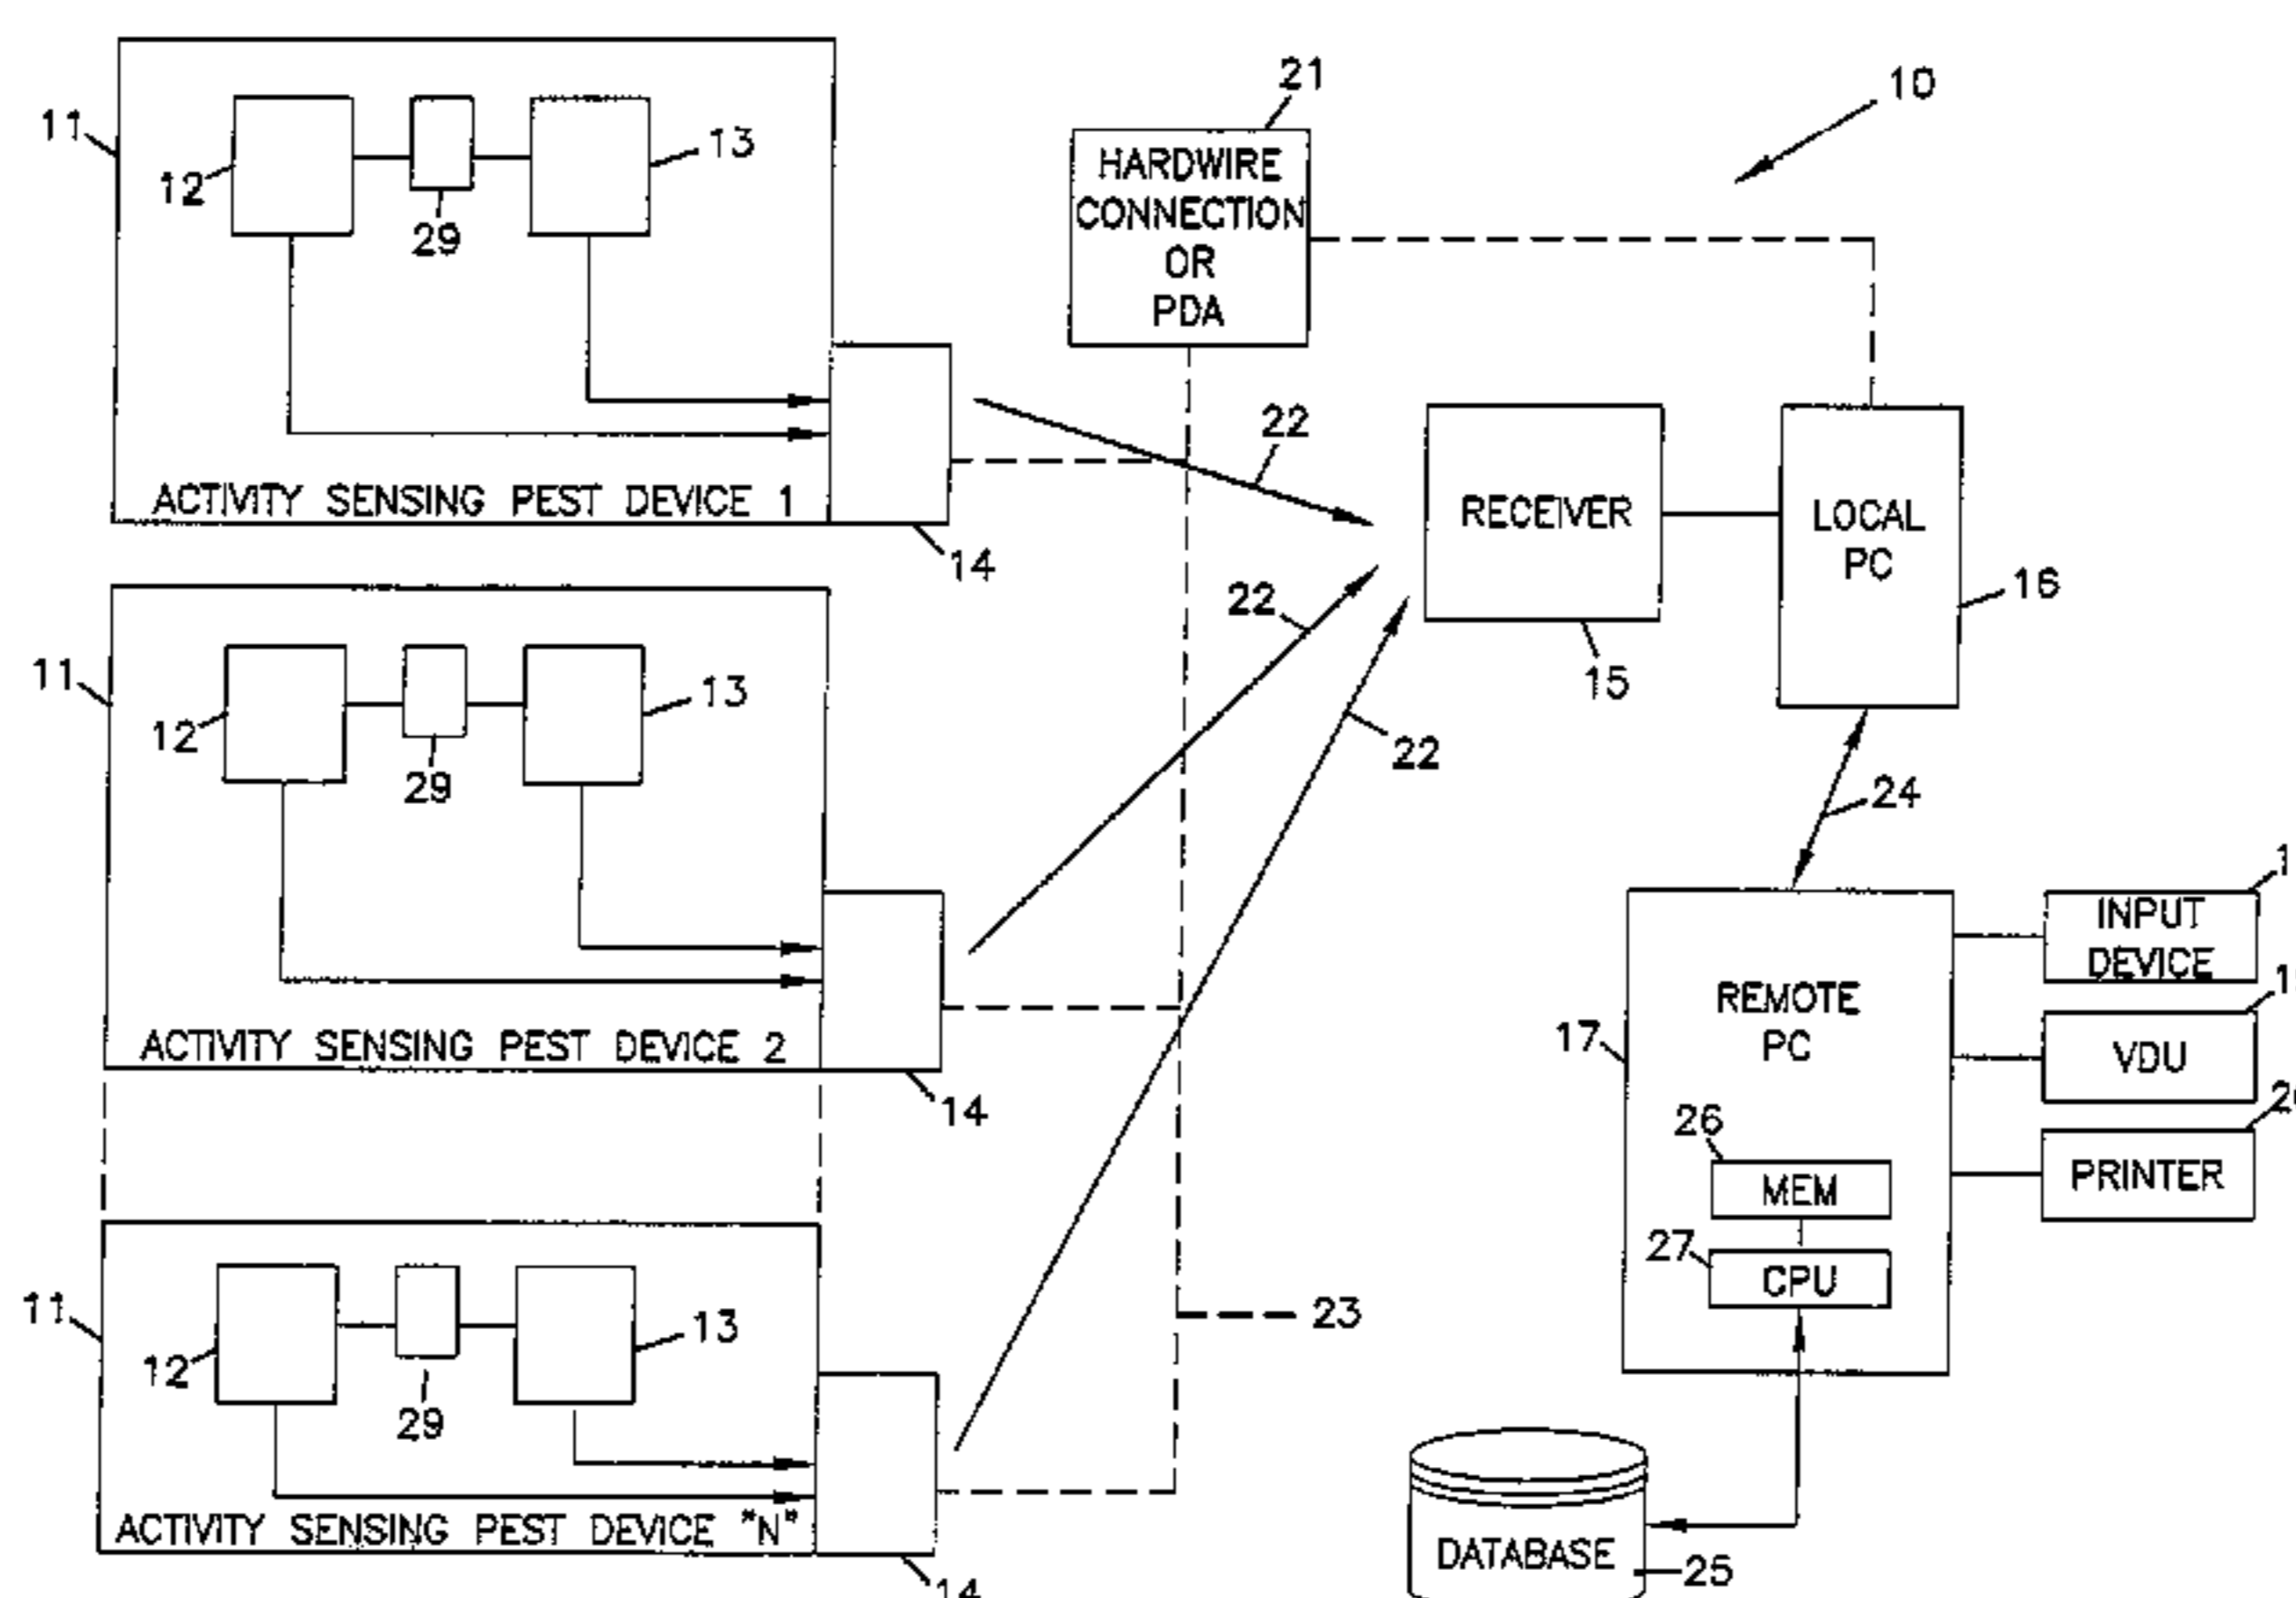 11
12
29
13
ACTIVITY SENSING PEST DEVICE 1
14
11
12
29
13
ACTIVITY SENSING PEST DEVICE 2
14
11
12
29
13
ACTIVITY SENSING PEST DEVICE "N"
14
21
HARDWIRE
CONNECTION
OR
PDA
10
22
22
22
23
RECEIVER
15
LOCAL
PC
16
24
REMOTE
PC
17
26
MEM
27
CPU
INPUT
DEVICE
VDU
PRINTER
DATABASE
25